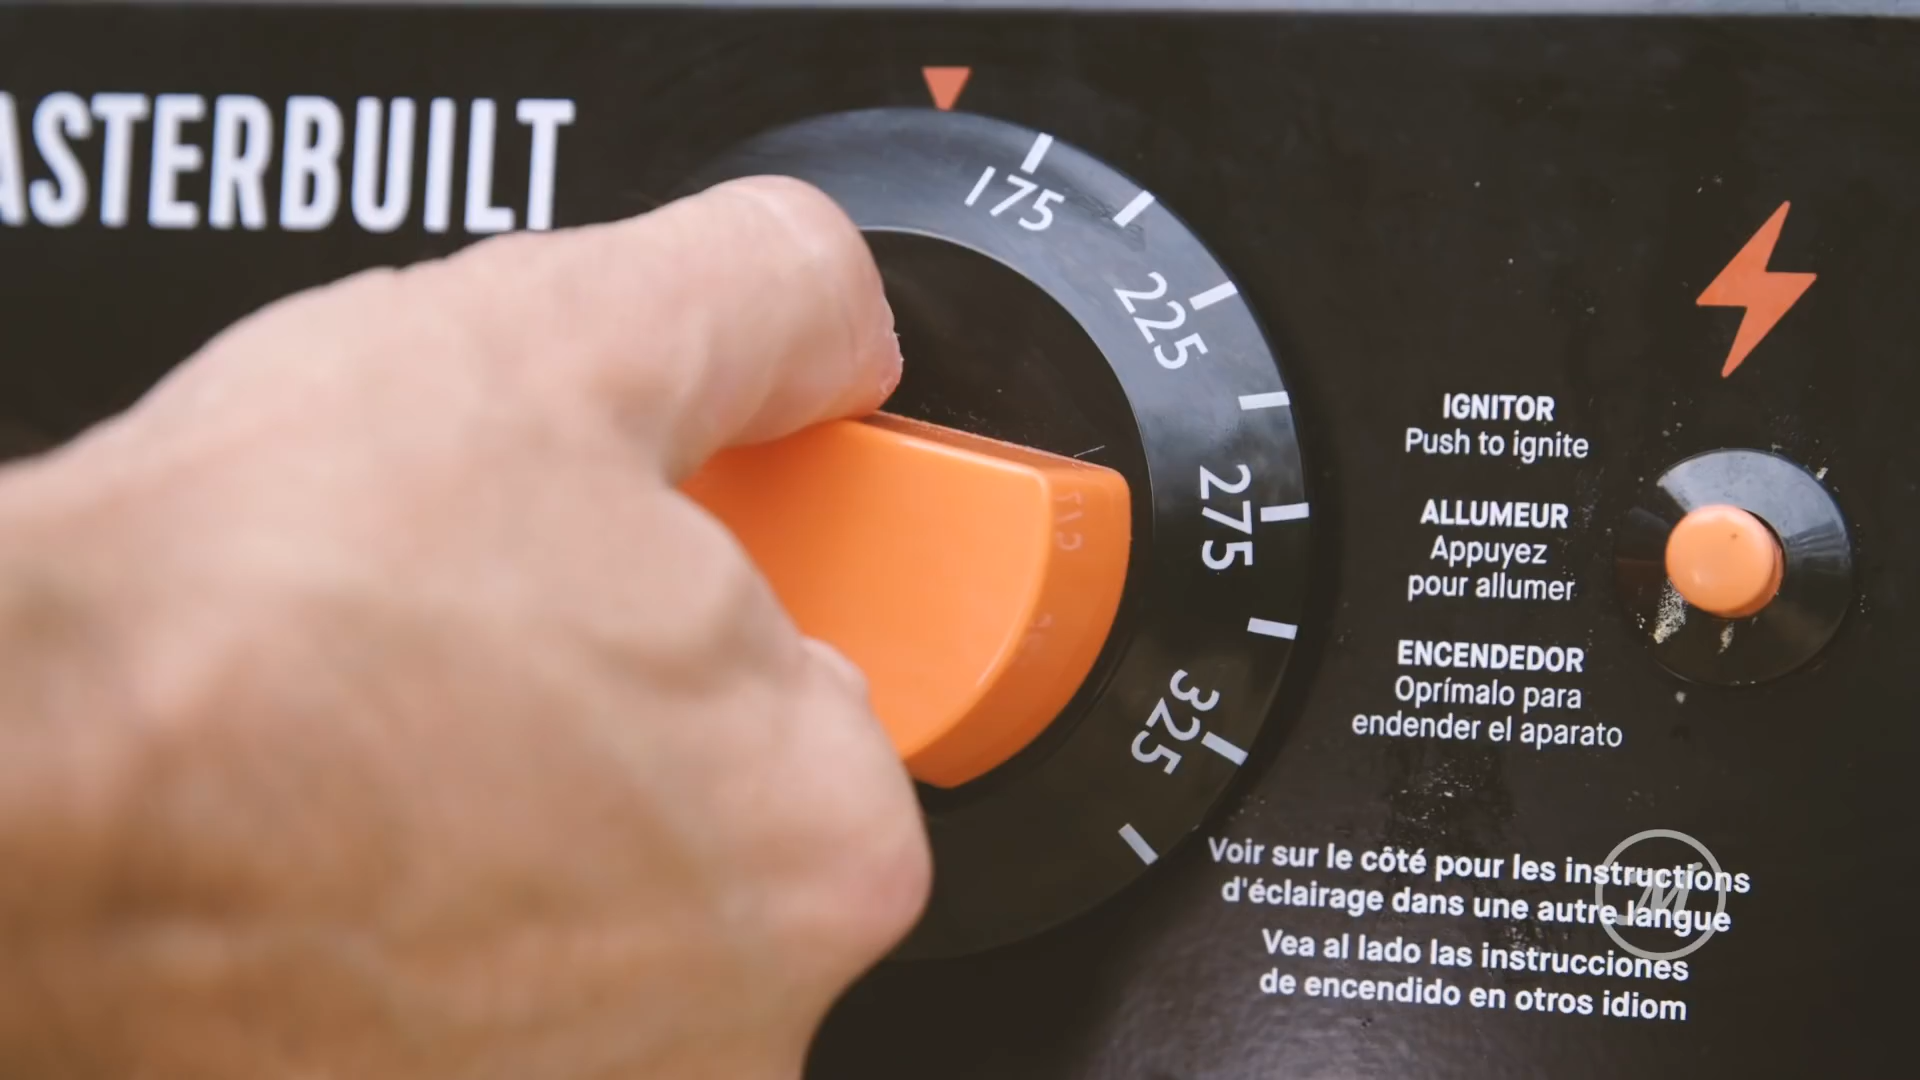 ASTERBUILT
175
225
275
325
IGNITOR
Push to ignite
ALLUMEUR
Appuyez
pour allumer
ENCENDEDOR
Oprímalo para
endender el aparato
Voir sur le côté pour les instructions
d'éclairage dans une autre langue
Vea al lado las instrucciones
de encendido en otros idiom
M